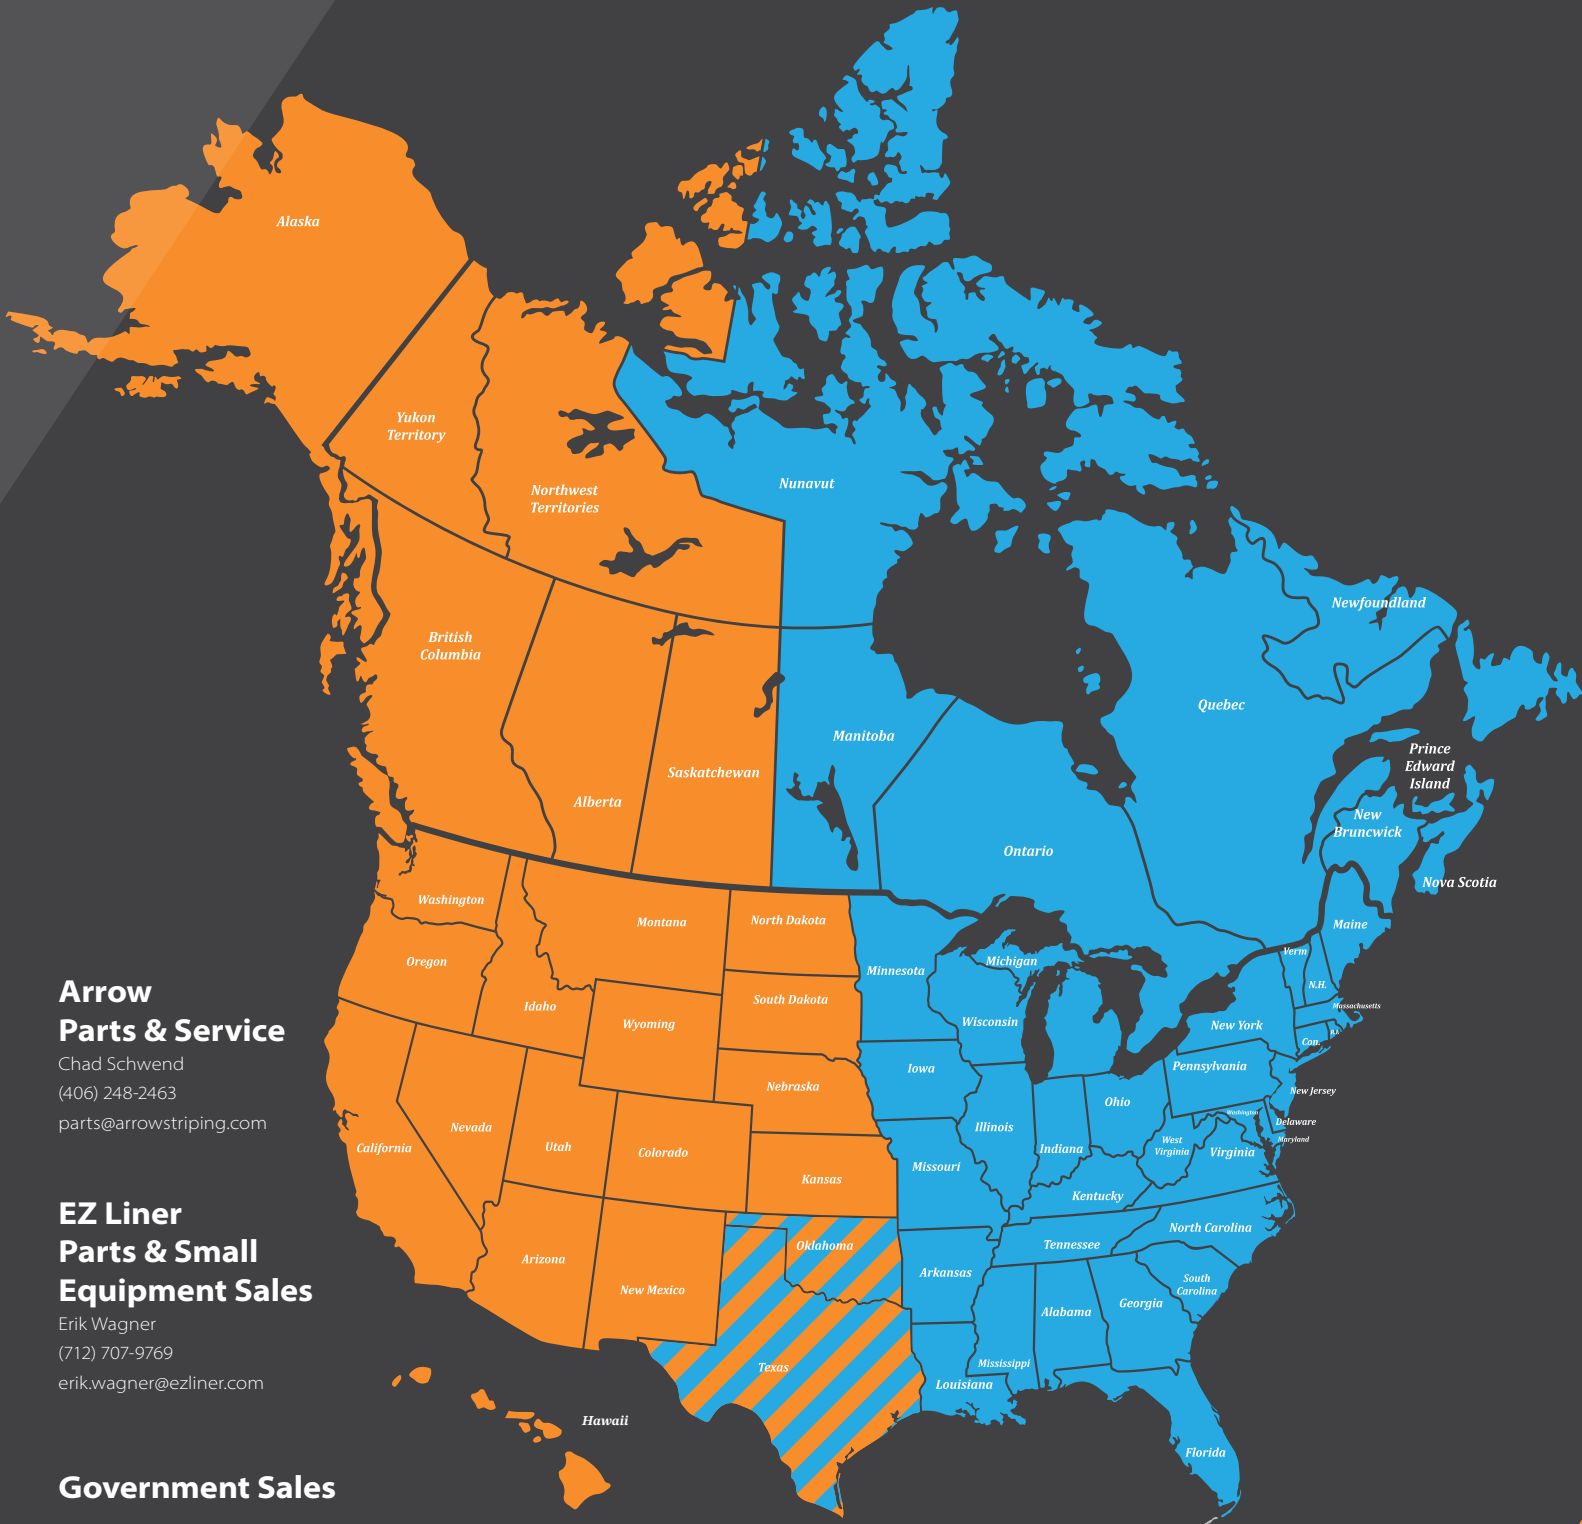 Alaska
Yukon
Territory
Northwest
Territories
Nunavut
British
Columbia
Alberta
Saskatchewan
Manitoba
Ontario
Quebec
Newfoundland
Prince
Edward
Island
New
Bruncwick
Nova Scotia
Washington
Oregon
Idaho
Montana
Wyoming
North Dakota
South Dakota
Nebraska
Kansas
Colorado
Utah
Nevada
California
Arizona
New Mexico
Oklahoma
Texas
Hawaii
Minnesota
Wisconsin
Michigan
Iowa
Illinois
Indiana
Ohio
Missouri
Kentucky
West
Virginia
Virginia
Tennessee
North Carolina
South
Carolina
Arkansas
Louisiana
Mississippi
Alabama
Georgia
Florida
Pennsylvania
New York
Maine
Verm
N.H.
Massachusetts
R.I.
Con.
New Jersey
Delaware
Maryland
Washington
Arrow
Parts & Service
Chad Schwend
(406) 248-2463
parts@arrowstriping.com
EZ Liner
Parts & Small
Equipment Sales
Erik Wagner
(712) 707-9769
erik.wagner@ezliner.com
Government Sales